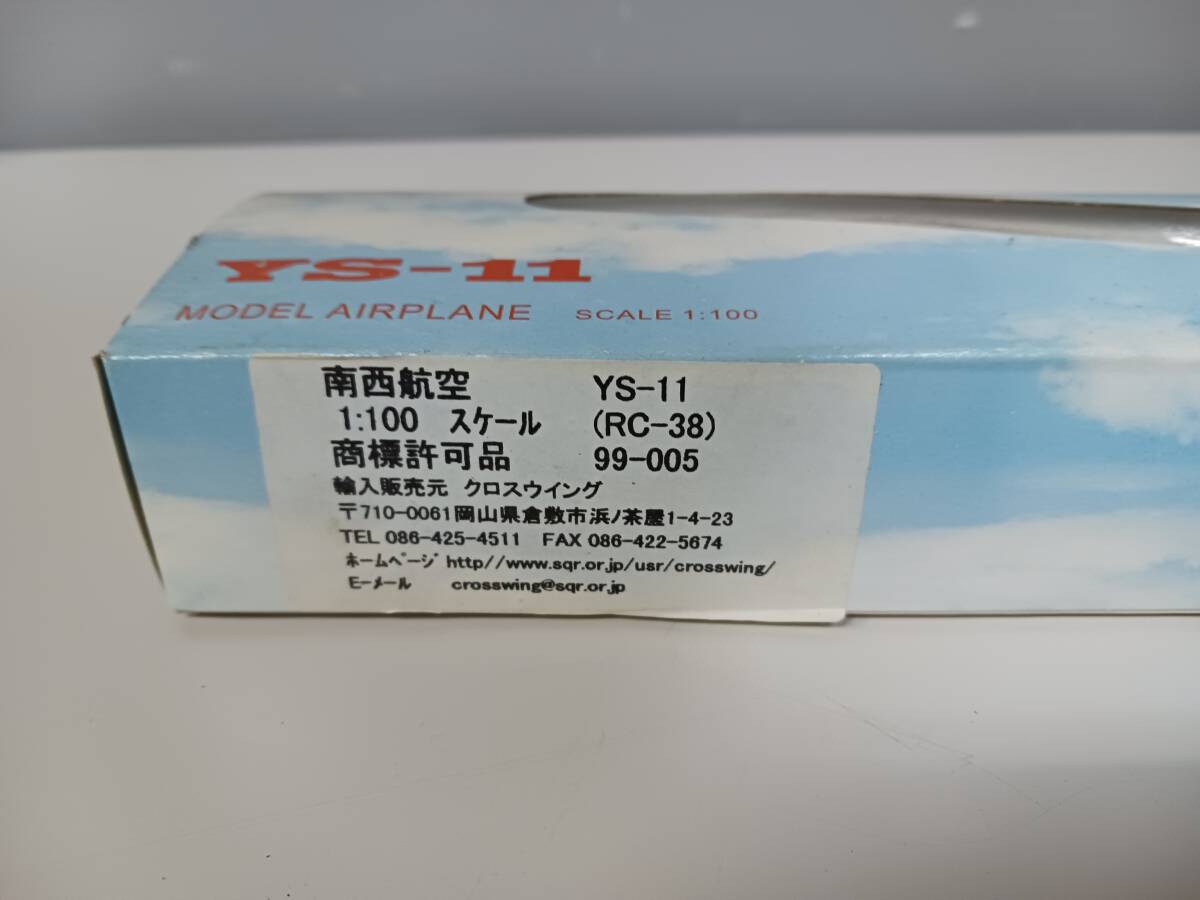 YS-11
MODEL AIRPLANE SCALE 1:100
南西航空 YS-11
1:100 スケール (RC-38)
商標許可品 99-005
輸入販売元 クロスウイング
〒710-0061岡山県倉敷市浜ノ茶屋1-4-23
TEL 086-425-4511 FAX 086-422-5674
ホームページ http//www.sqr.or.jp/usr/crosswing/
E-メール crosswing@sqr.or.jp